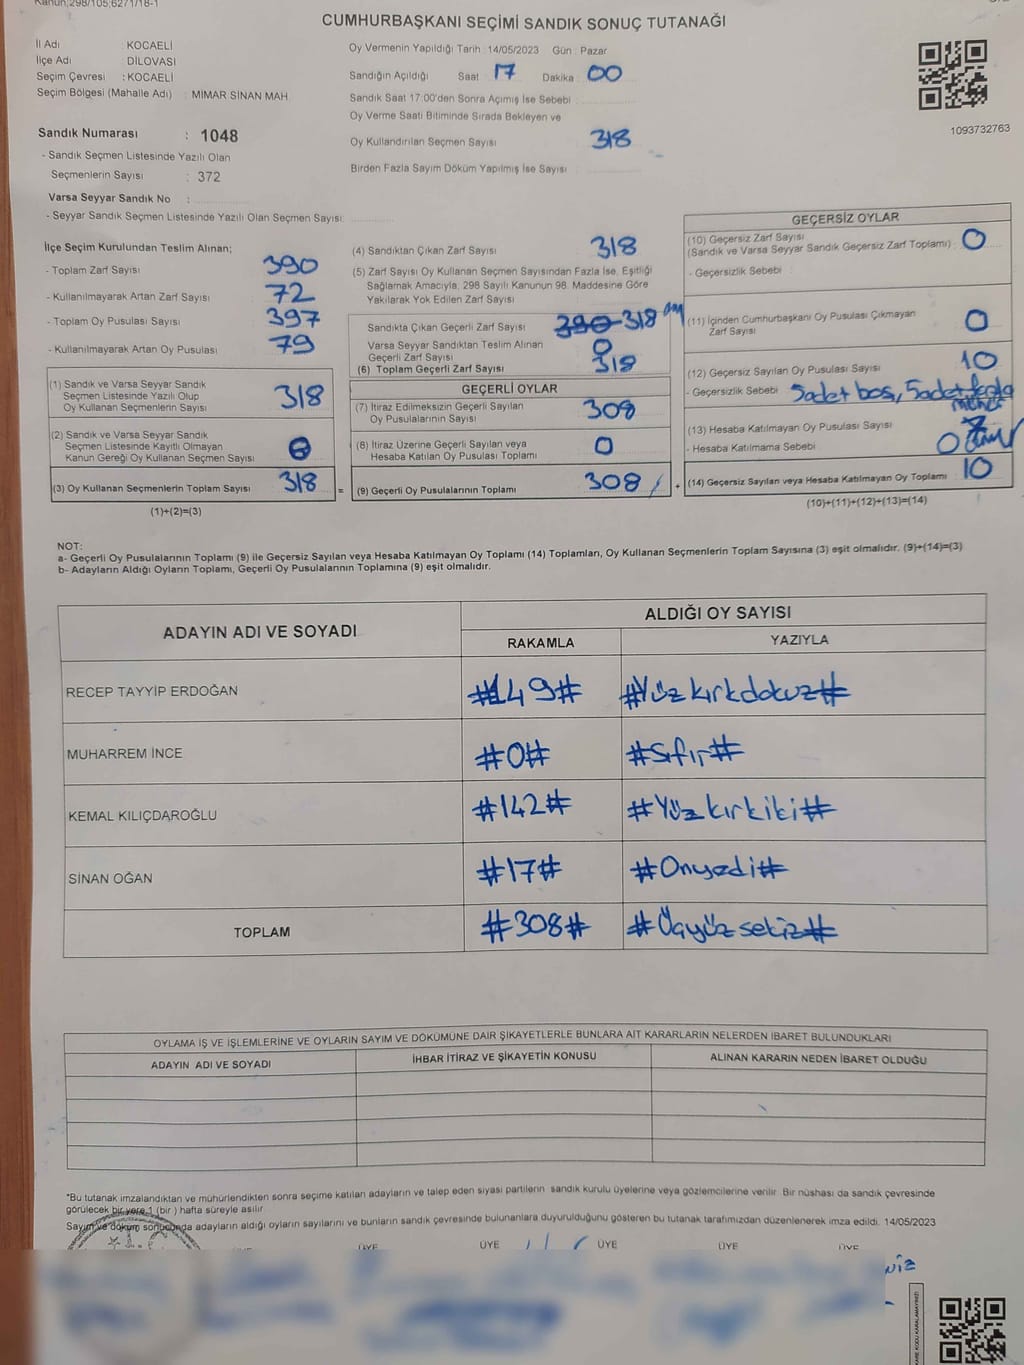 Kanun;298/105;6271/18-1
CUMHURBAŞKANI SEÇİMİ SANDIK SONUÇ TUTANAĞI
İl Adı : KOCAELİ
İlçe Adı DİLOVASI
Seçim Çevresi : KOCAELİ
Seçim Bölgesi (Mahalle Adı) : MIMAR SİNAN MAH.
Oy Vermenin Yapıldığı Tarih : 14/05/2023 Gün : Pazar
Sandığın Açıldığı Saat 17 Dakika 00
Sandık Saat 17:00'den Sonra Açımış İse Sebebi :
Oy Verme Saati Bitiminde Sırada Bekleyen ve
Oy Kullandırılan Seçmen Sayısı 318
Birden Fazla Sayım Döküm Yapılmış İse Sayısı :
1093732763
Sandık Numarası : 1048
- Sandık Seçmen Listesinde Yazılı Olan
Seçmenlerin Sayısı : 372
Varsa Seyyar Sandık No :
- Seyyar Sandık Seçmen Listesinde Yazılı Olan Seçmen Sayısı:
İlçe Seçim Kurulundan Teslim Alınan;
- Toplam Zarf Sayısı 390
- Kullanılmayarak Artan Zarf Sayısı 72
- Toplam Oy Pusulası Sayısı 397
- Kullanılmayarak Artan Oy Pusulası 79
(1) Sandık ve Varsa Seyyar Sandık
Seçmen Listesinde Yazılı Olup
Oy Kullanan Seçmenlerin Sayısı 318
(2) Sandık ve Varsa Seyyar Sandık
Seçmen Listesinde Kayıtlı Olmayan
Kanun Gereği Oy Kullanan Seçmen Sayısı 0
(3) Oy Kullanan Seçmenlerin Toplam Sayısı 318 =
(1)+(2)=(3)
(4) Sandıktan Çıkan Zarf Sayısı 318
(5) Zarf Sayısı Oy Kullanan Seçmen Sayısından Fazla İse, Eşitliği
Sağlamak Amacıyla, 298 Sayılı Kanunun 98. Maddesine Göre
Yakılarak Yok Edilen Zarf Sayısı
Sandıkta Çıkan Geçerli Zarf Sayısı 390 318
Varsa Seyyar Sandıktan Teslim Alınan
Geçerli Zarf Sayısı 0
(6) Toplam Geçerli Zarf Sayısı 318
GEÇERLİ OYLAR
(7) İtiraz Edilmeksizin Geçerli Sayılan
Oy Pusulalarının Sayısı 308
(8) İtiraz Üzerine Geçerli Sayılan veya
Hesaba Katılan Oy Pusulası Toplamı 0
(9) Geçerli Oy Pusulalarının Toplamı 308 +
GEÇERSİZ OYLAR
(10) Geçersiz Zarf Sayısı
(Sandık ve Varsa Seyyar Sandık Geçersiz Zarf Toplamı) : 0
- Geçersizlik Sebebi :
(11) İçinden Cumhurbaşkanı Oy Pusulası Çıkmayan
Zarf Sayısı 0
(12) Geçersiz Sayılan Oy Pusulası Sayısı 10
- Geçersizlik Sebebi 5 adet boş, 5 adet fazla
mühür
(13) Hesaba Katılmayan Oy Pusulası Sayısı
- Hesaba Katılmama Sebebi : 0
(14) Geçersiz Sayılan veya Hesaba Katılmayan Oy Toplamı 10
(10)+(11)+(12)+(13)=(14)
NOT:
a- Geçerli Oy Pusulalarının Toplamı (9) ile Geçersiz Sayılan veya Hesaba Katılmayan Oy Toplamı (14) Toplamları, Oy Kullanan Seçmenlerin Toplam Sayısına (3) eşit olmalıdır. (9)+(14)=(3)
b- Adayların Aldığı Oyların Toplamı, Geçerli Oy Pusulalarının Toplamına (9) eşit olmalıdır.
ADAYIN ADI VE SOYADI
ALDIĞI OY SAYISI
RAKAMLA YAZIYLA
RECEP TAYYİP ERDOĞAN #149# #Yüz kırkdokuz#
MUHARREM İNCE #0# #Sıfır#
KEMAL KILIÇDAROĞLU #142# #Yüz kırkiki#
SİNAN OĞAN #17# #Onyedi#
TOPLAM #308# #Üçyüz sekiz#
OYLAMA İŞ VE İŞLEMLERİNE VE OYLARIN SAYIM VE DÖKÜMÜNE DAİR ŞİKAYETLERLE BUNLARA AİT KARARLARIN NELERDEN İBARET BULUNDUKLARI
ADAYIN ADI VE SOYADI İHBAR İTİRAZ VE ŞİKAYETİN KONUSU ALINAN KARARIN NEDEN İBARET OLDUĞU
*Bu tutanak imzalandıktan ve mühürlendikten sonra seçime katılan adayların ve talep eden siyasi partilerin sandık kurulu üyelerine veya gözlemcilerine verilir. Bir nüshası da sandık çevresinde
görülecek bir yere 1 (bir ) hafta süreyle asılır.
Sayım ve döküm sonucunda adayların aldığı oyların sayılarını ve bunların sandık çevresinde bulunanlara duyurulduğunu gösteren bu tutanak tarafımızdan düzenlenerek imza edildi. 14/05/2023
T.C.
ÜYE ÜYE ÜYE ÜYE ÜYE